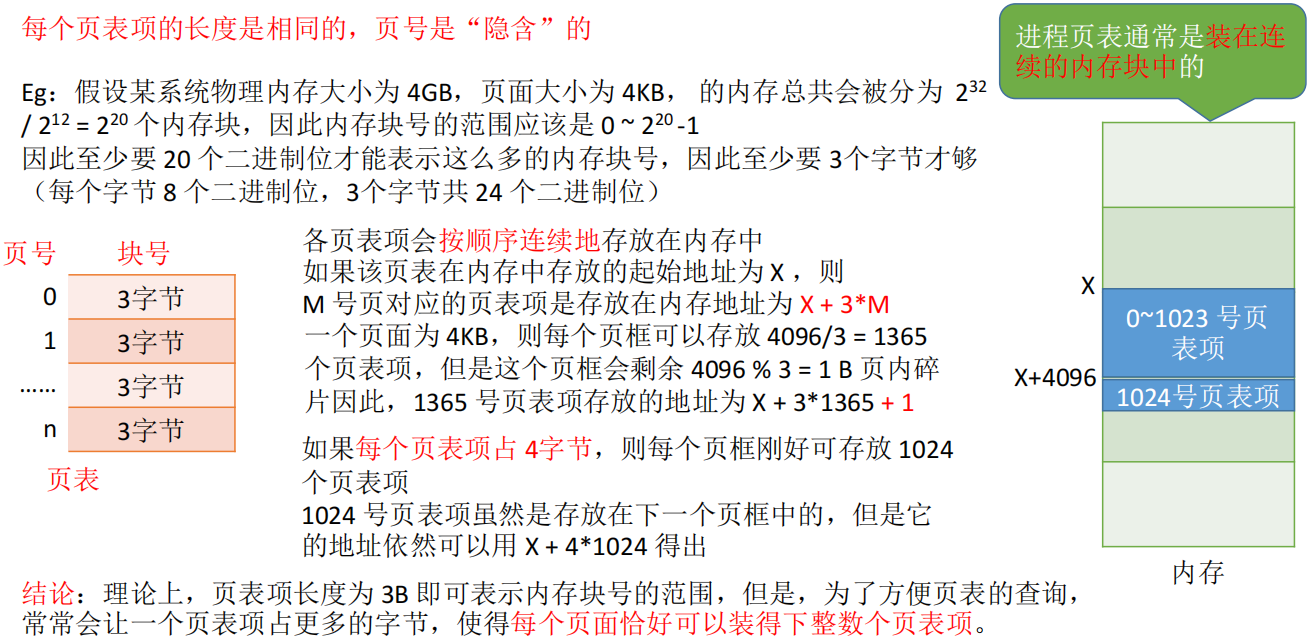 每个页表项的长度是相同的，页号是“隐含”的
进程页表通常是装在连
续的内存块中的
Eg：假设某系统物理内存大小为 4GB， 页面大小为 4KB， 的内存总共会被分为 2³²
/ 2¹² = 2²⁰ 个内存块，因此内存块号的范围应该是 0 ~ 2²⁰ -1
因此至少要 20 个二进制位才能表示这么多的内存块号，因此至少要 3个字节才够
（每个字节 8 个二进制位，3个字节共 24 个二进制位）
页号 块号
0 3字节
1 3字节
…… 3字节
n 3字节
页表
各页表项会按顺序连续地存放在内存中
如果该页表在内存中存放的起始地址为 X ，则
M 号页对应的页表项是存放在内存地址为 X + 3*M
一个页面为 4KB，则每个页框可以存放 4096/3 = 1365
个页表项，但是这个页框会剩余 4096 % 3 = 1 B 页内碎
片因此，1365 号页表项存放的地址为 X + 3*1365 + 1
如果每个页表项占 4字节，则每个页框刚好可存放 1024
个页表项
1024 号页表项虽然是存放在下一个页框中的，但是它
的地址依然可以用 X + 4*1024 得出
X
0~1023 号页
表项
X+4096
1024号页表项
内存
结论：理论上，页表项长度为 3B 即可表示内存块号的范围，但是，为了方便页表的查询，
常常会让一个页表项占更多的字节，使得每个页面恰好可以装得下整数个页表项。